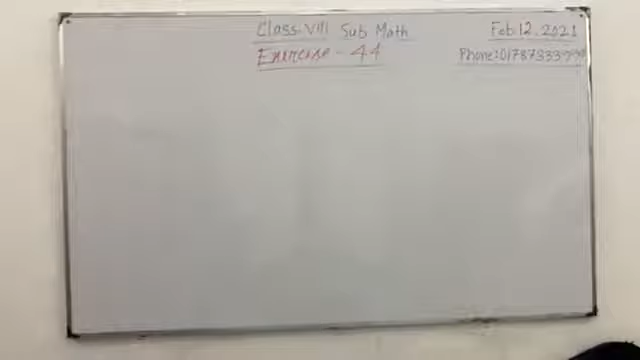 Class: VIII Sub Math
Feb. 12, 2021
Exercise - 4.4
Phone: